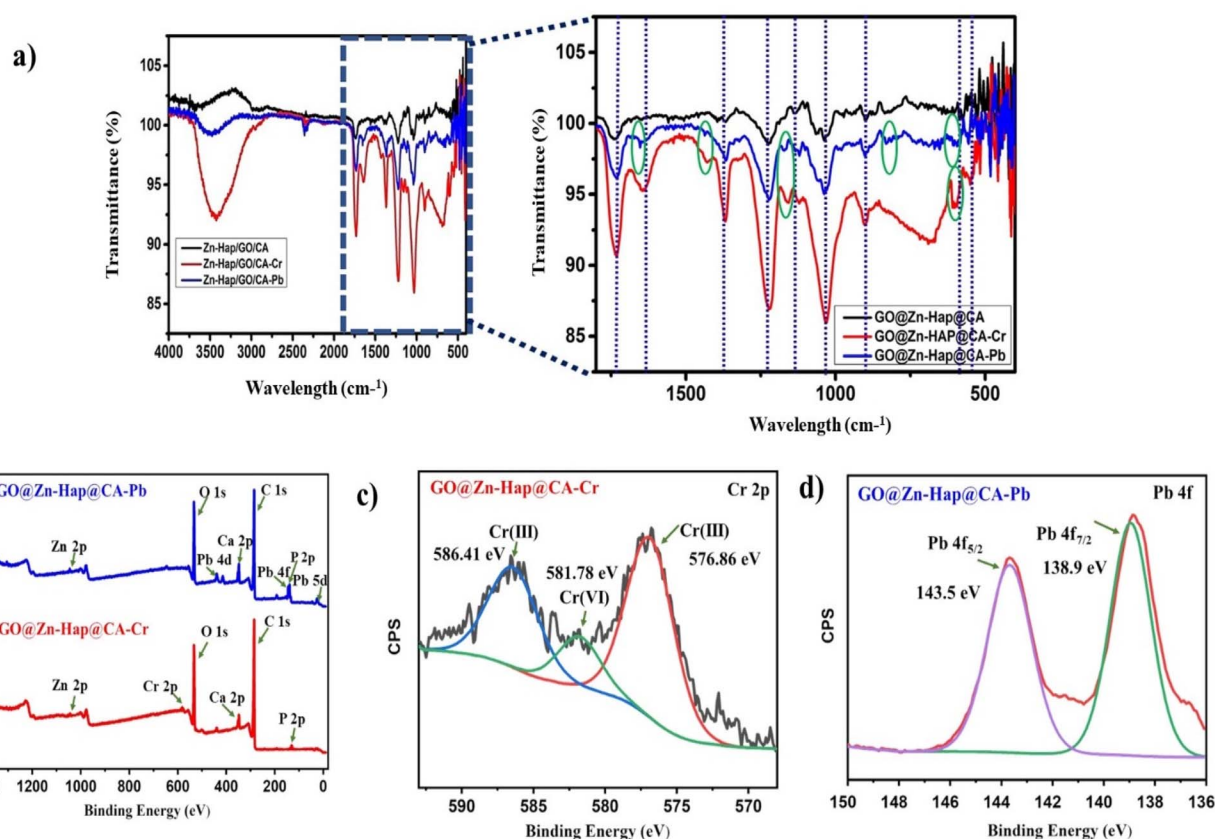 a)
Transmittance (%)
105
100
95
90
85
Zn-Hap/GO/CA
Zn-Hap/GO/CA-Cr
Zn-Hap/GO/CA-Pb
4000 3500 3000 2500 2000 1500 1000 500
Wavelength (cm-1)
Transmittance (%)
105
100
95
90
85
GO@Zn-Hap@CA
GO@Zn-HAP@CA-Cr
GO@Zn-Hap@CA-Pb
1500 1000 500
Wavelength (cm-1)
GO@Zn-Hap@CA-Pb
O 1s
C 1s
Zn 2p
Pb 4d
Ca 2p
Pb 4f
P 2p
Pb 5d
GO@Zn-Hap@CA-Cr
O 1s
C 1s
Zn 2p
Cr 2p
Ca 2p
P 2p
1200 1000 800 600 400 200 0
Binding Energy (eV)
c)
GO@Zn-Hap@CA-Cr
Cr 2p
Cr(III)
586.41 eV
581.78 eV
Cr(VI)
Cr(III)
576.86 eV
CPS
590 585 580 575 570
Binding Energy (eV)
d)
GO@Zn-Hap@CA-Pb
Pb 4f
Pb 4f5/2
143.5 eV
Pb 4f7/2
138.9 eV
CPS
150 148 146 144 142 140 138 136
Binding Energy (eV)